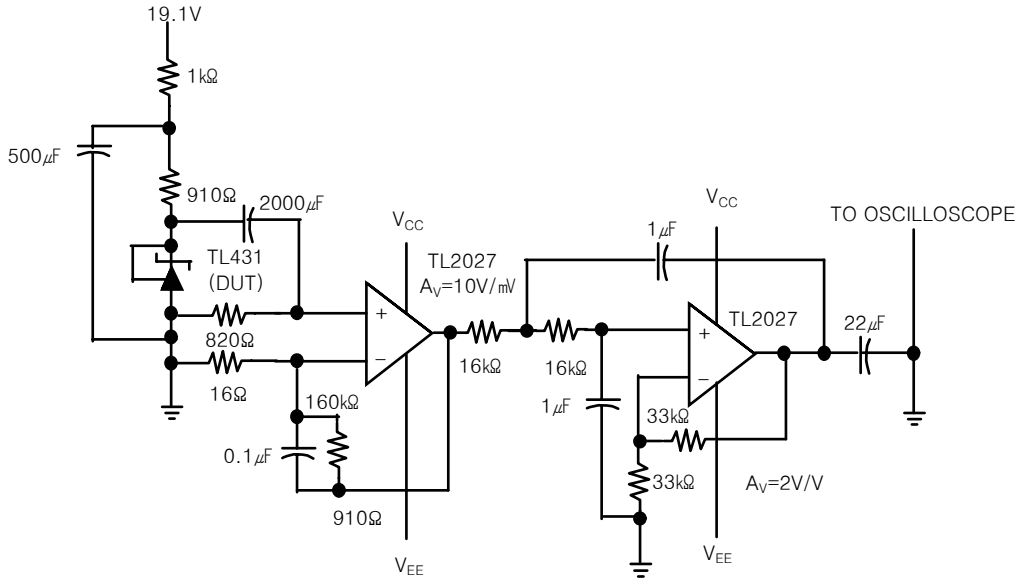 19.1V
1kΩ
500㎌
910Ω
2000㎌
TL431
(DUT)
820Ω
16Ω
VCC
+
−
TL2027
AV=10V/㎷
160kΩ
0.1㎌
910Ω
VEE
16kΩ
16kΩ
1㎌
1㎌
VCC
TL2027
+
−
33kΩ
33kΩ
AV=2V/V
VEE
22㎌
TO OSCILLOSCOPE